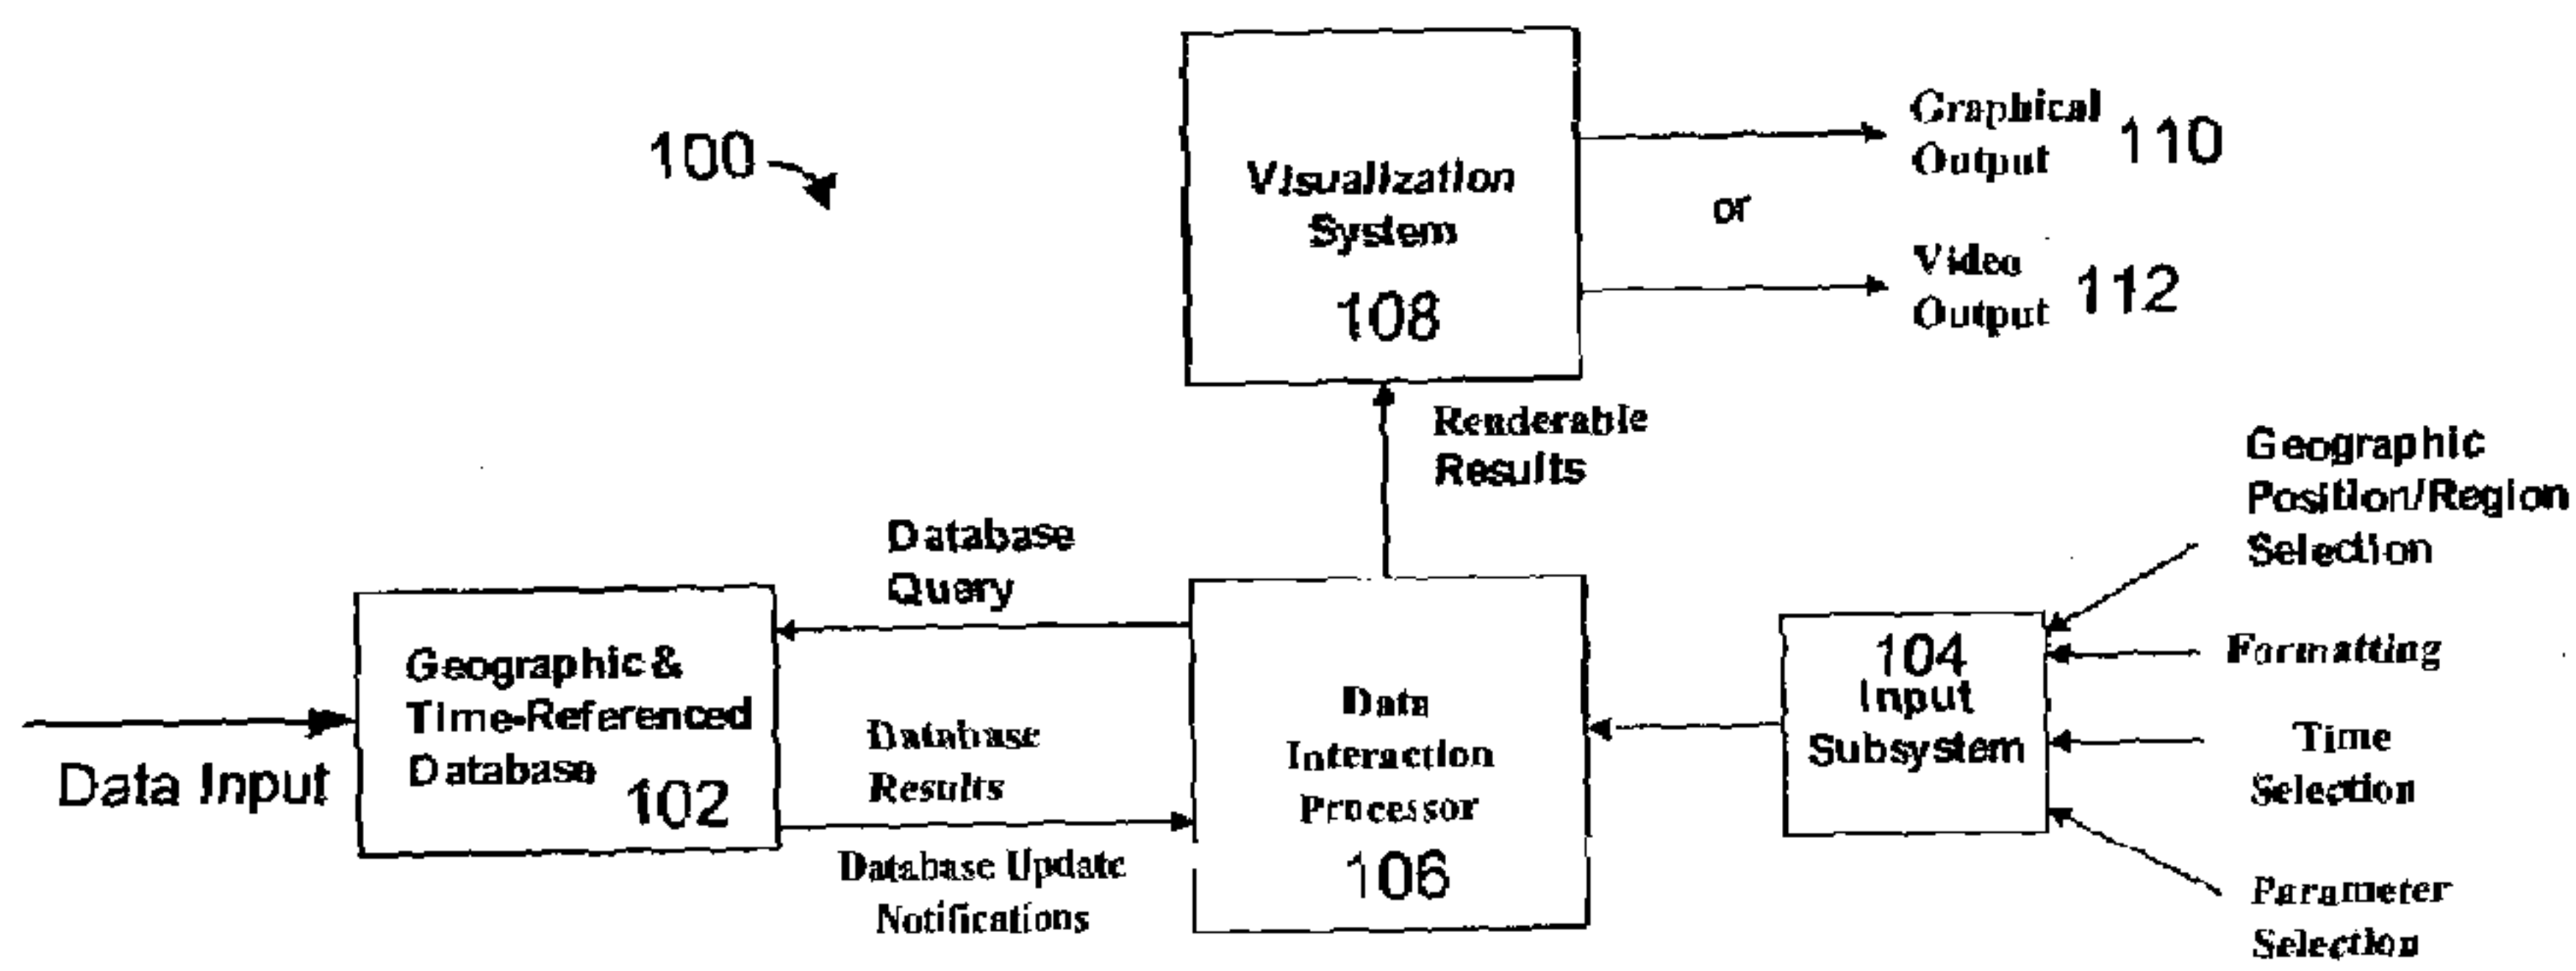 100
Visualization
System
108
Graphical
Output 110
or
Video
Output 112
Renderable
Results
Geographic
Position/Region
Selection
Database
Query
Geographic &
Time-Referenced
Database 102
Data Input
Database
Results
Database Update
Notifications
Data
Interaction
Processor
106
104
Input
Subsystem
Formatting
Time
Selection
Parameter
Selection